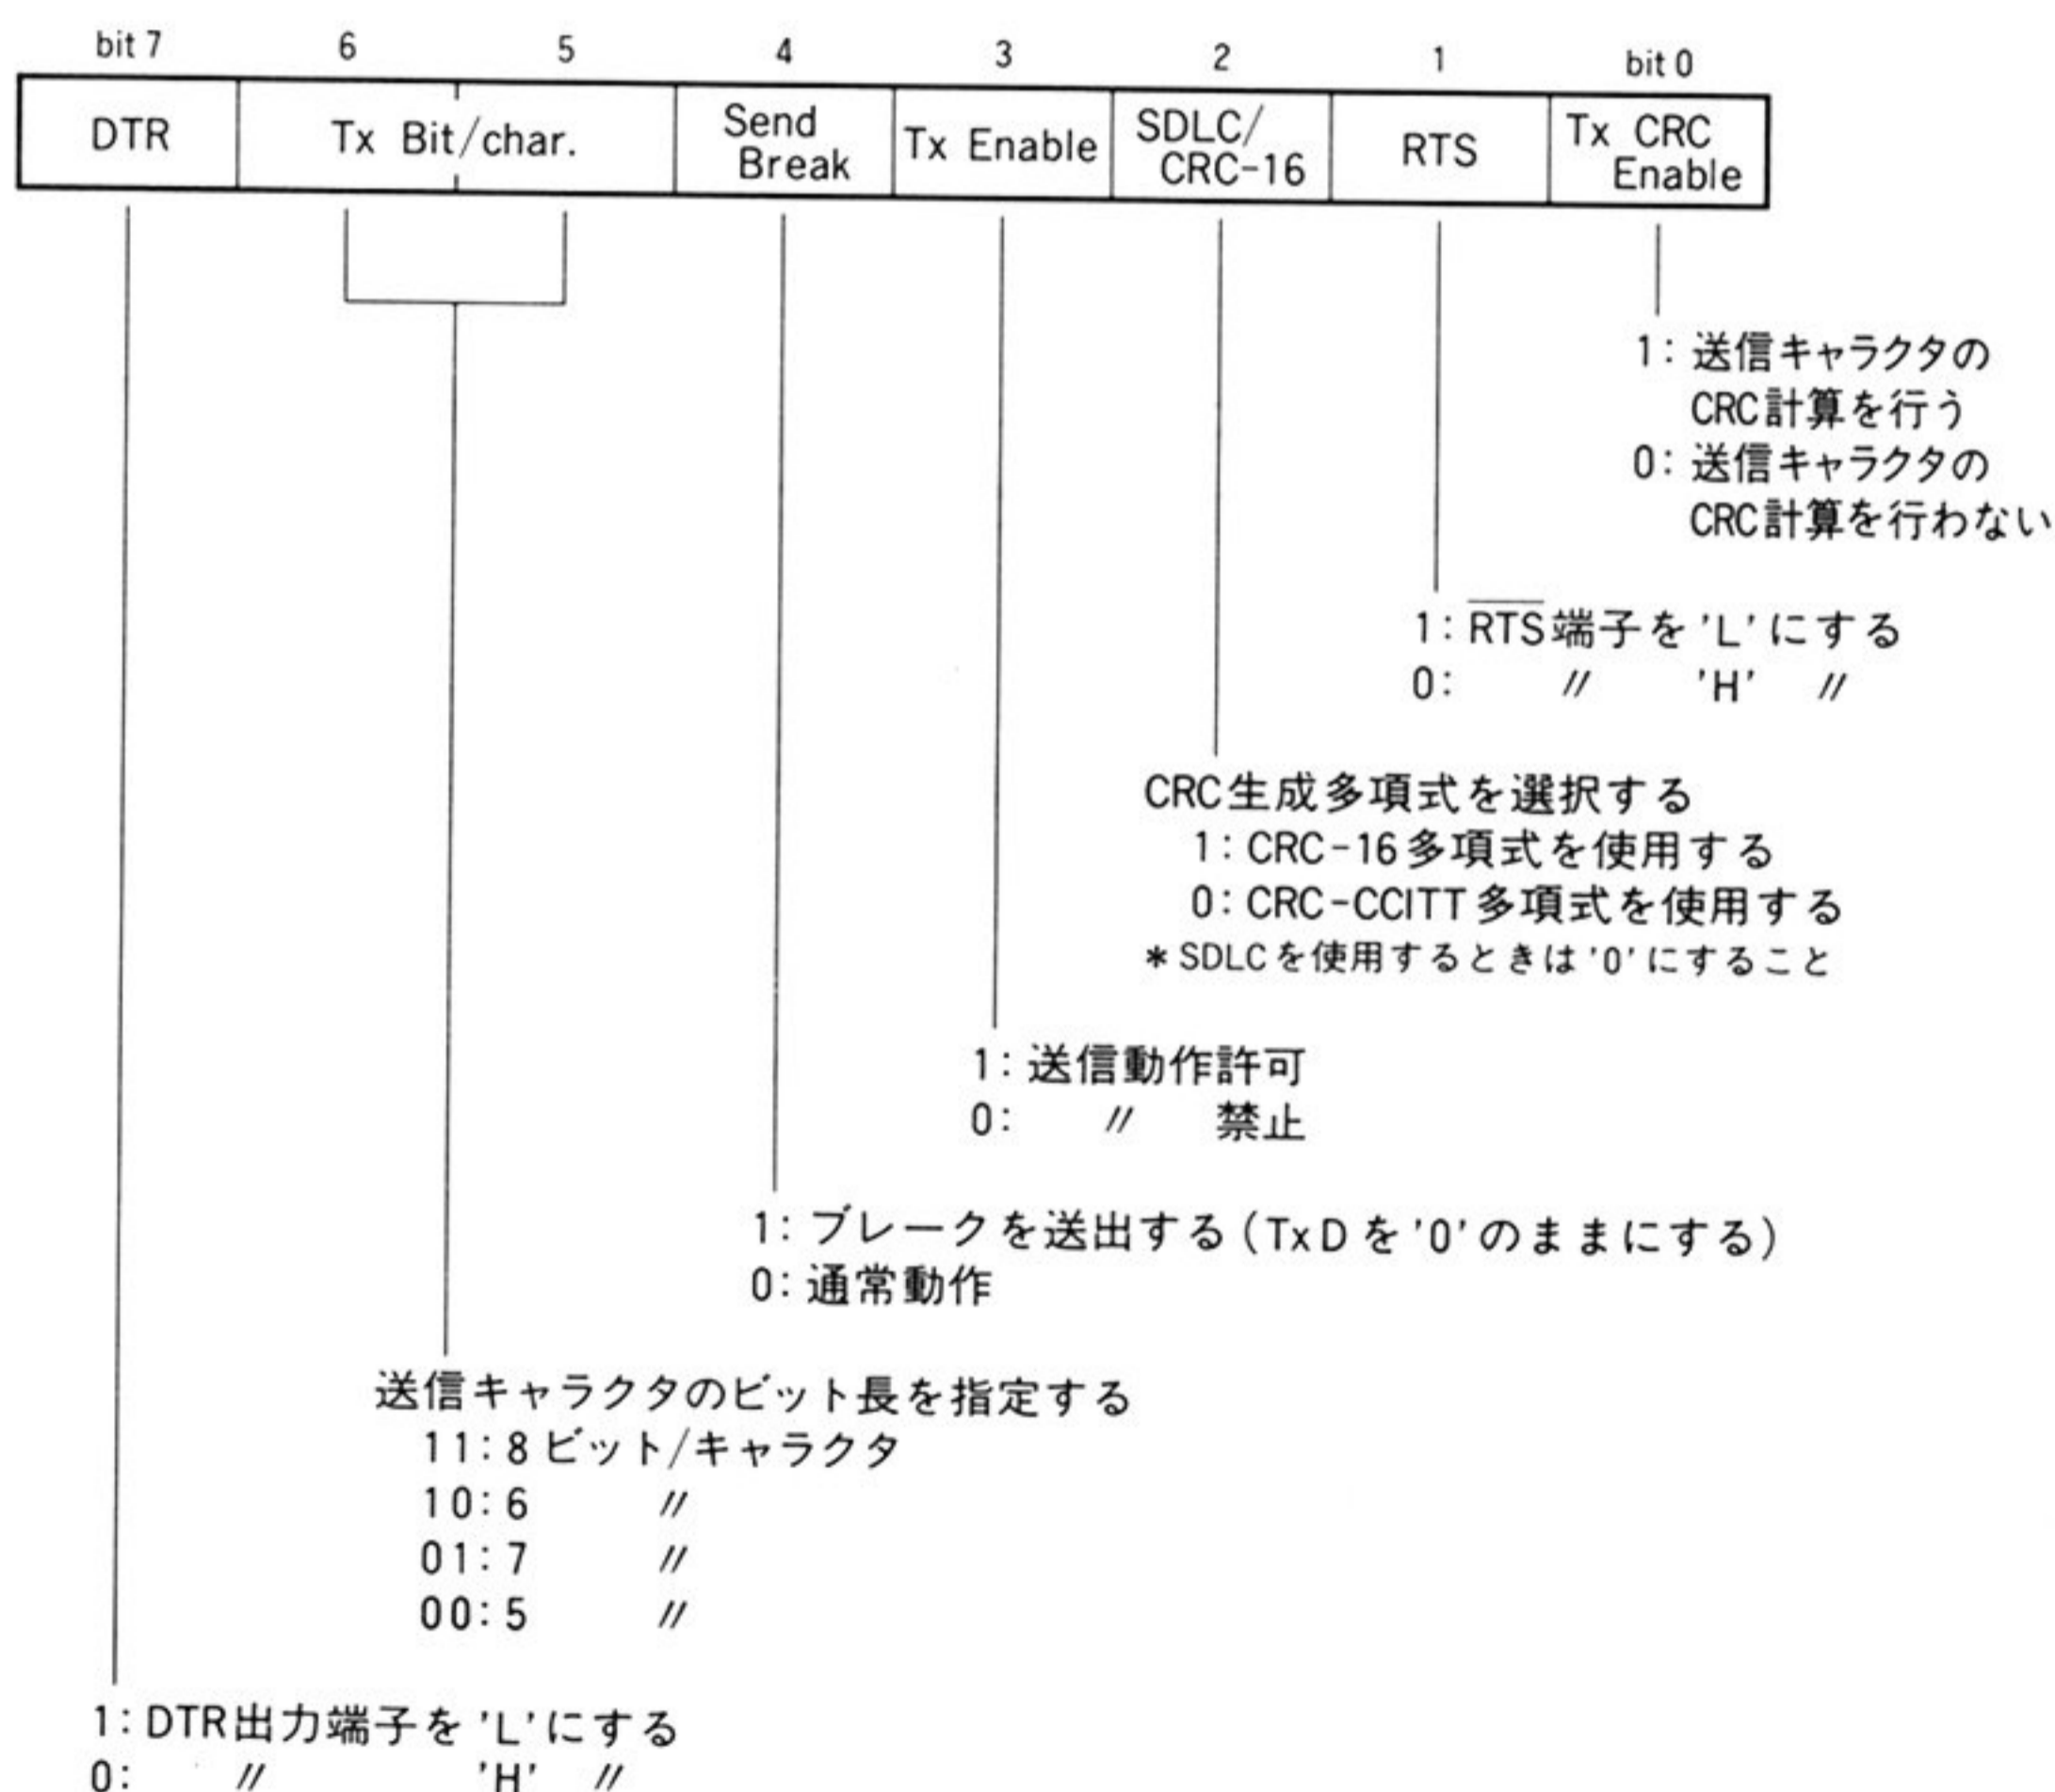 bit 7 6 5 4 3 2 1 bit 0
DTR
Tx Bit/char.
Send
Break
Tx Enable
SDLC/
CRC-16
RTS
Tx CRC
Enable
1: 送信キャラクタの
CRC計算を行う
0: 送信キャラクタの
CRC計算を行わない
1: R̅T̅S̅端子を'L'にする
0: 〃 'H' 〃
CRC生成多項式を選択する
1: CRC-16多項式を使用する
0: CRC-CCITT多項式を使用する
*SDLCを使用するときは'0'にすること
1: 送信動作許可
0: 〃 禁止
1: ブレークを送出する(TxDを'0'のままにする)
0: 通常動作
送信キャラクタのビット長を指定する
11: 8ビット/キャラクタ
10: 6 〃
01: 7 〃
00: 5 〃
1: DTR出力端子を'L'にする
0: 〃 'H' 〃